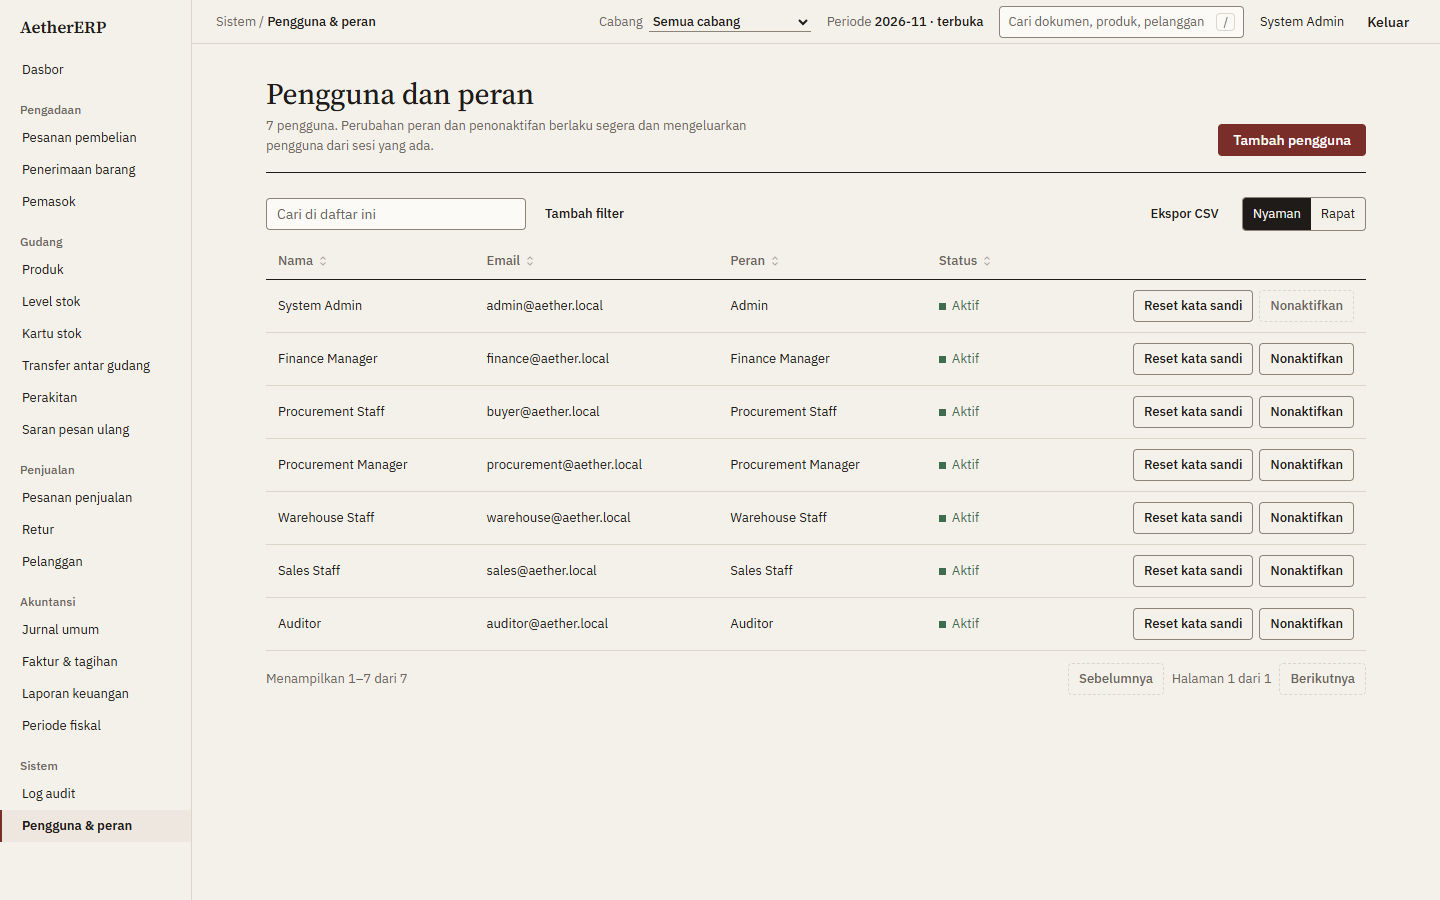 AetherERP
Dasbor
Pengadaan
Pesanan pembelian
Penerimaan barang
Pemasok
Gudang
Produk
Level stok
Kartu stok
Transfer antar gudang
Perakitan
Saran pesan ulang
Penjualan
Pesanan penjualan
Retur
Pelanggan
Akuntansi
Jurnal umum
Faktur & tagihan
Laporan keuangan
Periode fiskal
Sistem
Log audit
Pengguna & peran
Sistem / Pengguna & peran
Cabang Semua cabang Periode 2026-11 · terbuka Cari dokumen, produk, pelanggan / System Admin Keluar
Pengguna dan peran
7 pengguna. Perubahan peran dan penonaktifan berlaku segera dan mengeluarkan
pengguna dari sesi yang ada.
Tambah pengguna
Cari di daftar ini Tambah filter Ekspor CSV Nyaman Rapat
Nama Email Peran Status
System Admin admin@aether.local Admin Aktif Reset kata sandi Nonaktifkan
Finance Manager finance@aether.local Finance Manager Aktif Reset kata sandi Nonaktifkan
Procurement Staff buyer@aether.local Procurement Staff Aktif Reset kata sandi Nonaktifkan
Procurement Manager procurement@aether.local Procurement Manager Aktif Reset kata sandi Nonaktifkan
Warehouse Staff warehouse@aether.local Warehouse Staff Aktif Reset kata sandi Nonaktifkan
Sales Staff sales@aether.local Sales Staff Aktif Reset kata sandi Nonaktifkan
Auditor auditor@aether.local Auditor Aktif Reset kata sandi Nonaktifkan
Menampilkan 1–7 dari 7 Sebelumnya Halaman 1 dari 1 Berikutnya